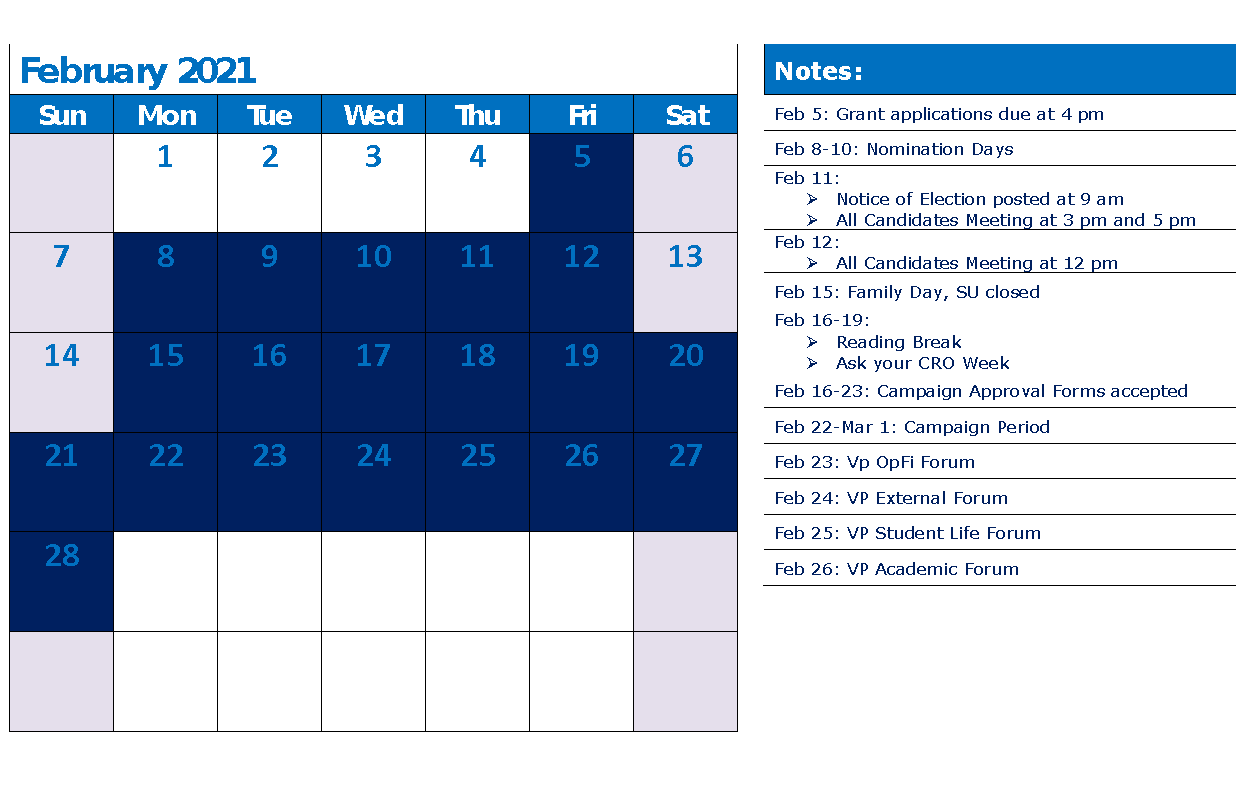 February 2021
Sun Mon Tue Wed Thu Fri Sat
1 2 3 4 5 6
7 8 9 10 11 12 13
14 15 16 17 18 19 20
21 22 23 24 25 26 27
28
Notes:
Feb 5: Grant applications due at 4 pm
Feb 8-10: Nomination Days
Feb 11:
➢ Notice of Election posted at 9 am
➢ All Candidates Meeting at 3 pm and 5 pm
Feb 12:
➢ All Candidates Meeting at 12 pm
Feb 15: Family Day, SU closed
Feb 16-19:
➢ Reading Break
➢ Ask your CRO Week
Feb 16-23: Campaign Approval Forms accepted
Feb 22-Mar 1: Campaign Period
Feb 23: Vp OpFi Forum
Feb 24: VP External Forum
Feb 25: VP Student Life Forum
Feb 26: VP Academic Forum